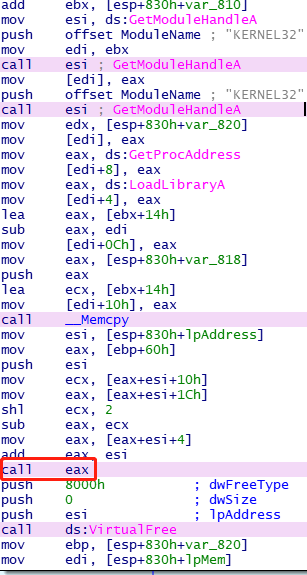 add     ebx, [esp+830h+var_810]
mov     esi, ds:GetModuleHandleA
push    offset ModuleName ; "KERNEL32"
mov     edi, ebx
call    esi ; GetModuleHandleA
mov     [edi], eax
push    offset ModuleName ; "KERNEL32"
call    esi ; GetModuleHandleA
mov     edx, [esp+830h+var_820]
mov     [edi], eax
mov     eax, ds:GetProcAddress
mov     [edi+8], eax
mov     eax, ds:LoadLibraryA
mov     [edi+4], eax
lea     eax, [ebx+14h]
sub     eax, edi
mov     [edi+0Ch], eax
mov     eax, [esp+830h+var_818]
push    eax
lea     ecx, [ebx+14h]
mov     [edi+10h], eax
call    __Memcpy
mov     esi, [esp+830h+lpAddress]
mov     eax, [ebp+60h]
push    esi
mov     ecx, [eax+esi+10h]
mov     eax, [eax+esi+1Ch]
shl     ecx, 2
sub     eax, ecx
mov     eax, [eax+esi+4]
add     eax, esi
call    eax
push    8000h           ; dwFreeType
push    0               ; dwSize
push    esi             ; lpAddress
call    ds:VirtualFree
mov     ebp, [esp+830h+var_820]
mov     edi, [esp+830h+lpMem]